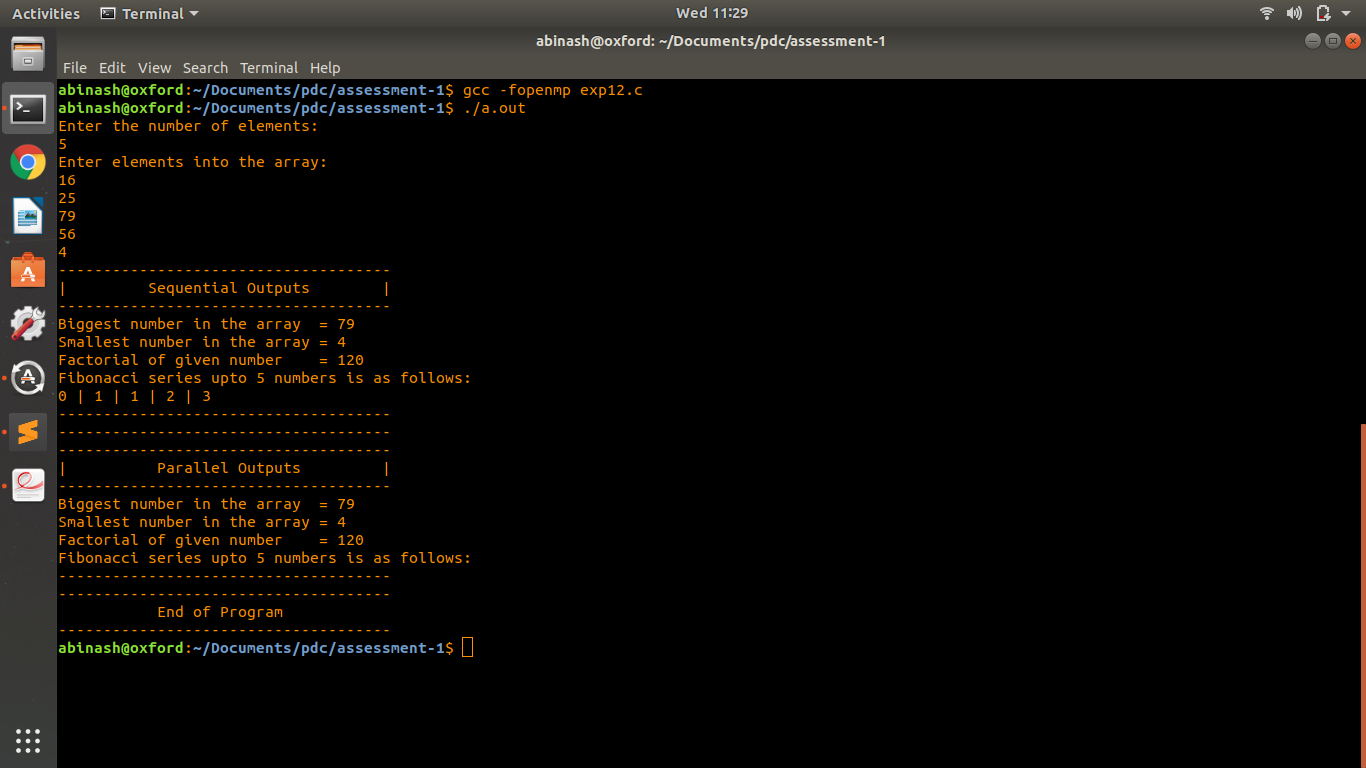 Activities Terminal Wed 11:29
abinash@oxford: ~/Documents/pdc/assessment-1
File Edit View Search Terminal Help
abinash@oxford:~/Documents/pdc/assessment-1$ gcc -fopenmp exp12.c
abinash@oxford:~/Documents/pdc/assessment-1$ ./a.out
Enter the number of elements:
5
Enter elements into the array:
16
25
79
56
4
-------------------------------------
|         Sequential Outputs        |
-------------------------------------
Biggest number in the array  = 79
Smallest number in the array = 4
Factorial of given number    = 120
Fibonacci series upto 5 numbers is as follows:
0 | 1 | 1 | 2 | 3
-------------------------------------
-------------------------------------
-------------------------------------
|          Parallel Outputs         |
-------------------------------------
Biggest number in the array  = 79
Smallest number in the array = 4
Factorial of given number    = 120
Fibonacci series upto 5 numbers is as follows:
-------------------------------------
-------------------------------------
           End of Program
-------------------------------------
abinash@oxford:~/Documents/pdc/assessment-1$